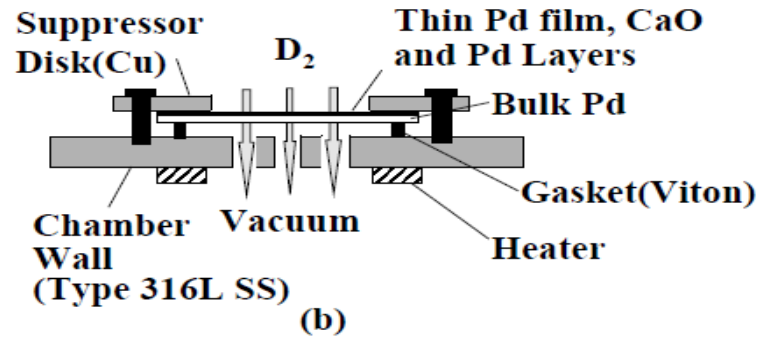 Suppressor
Disk(Cu)
D₂
Thin Pd film, CaO
and Pd Layers
Bulk Pd
Gasket(Viton)
Heater
Vacuum
Chamber
Wall
(Type 316L SS)
(b)